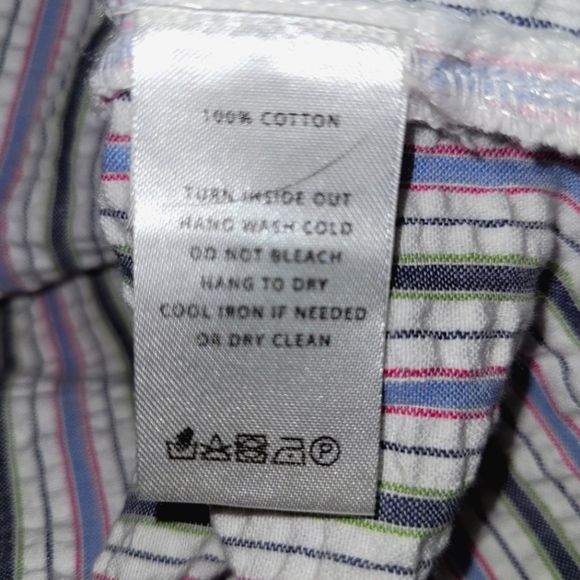 100% COTTON
TURN INSIDE OUT
HAND WASH COLD
DO NOT BLEACH
HANG TO DRY
COOL IRON IF NEEDED
OR DRY CLEAN
P